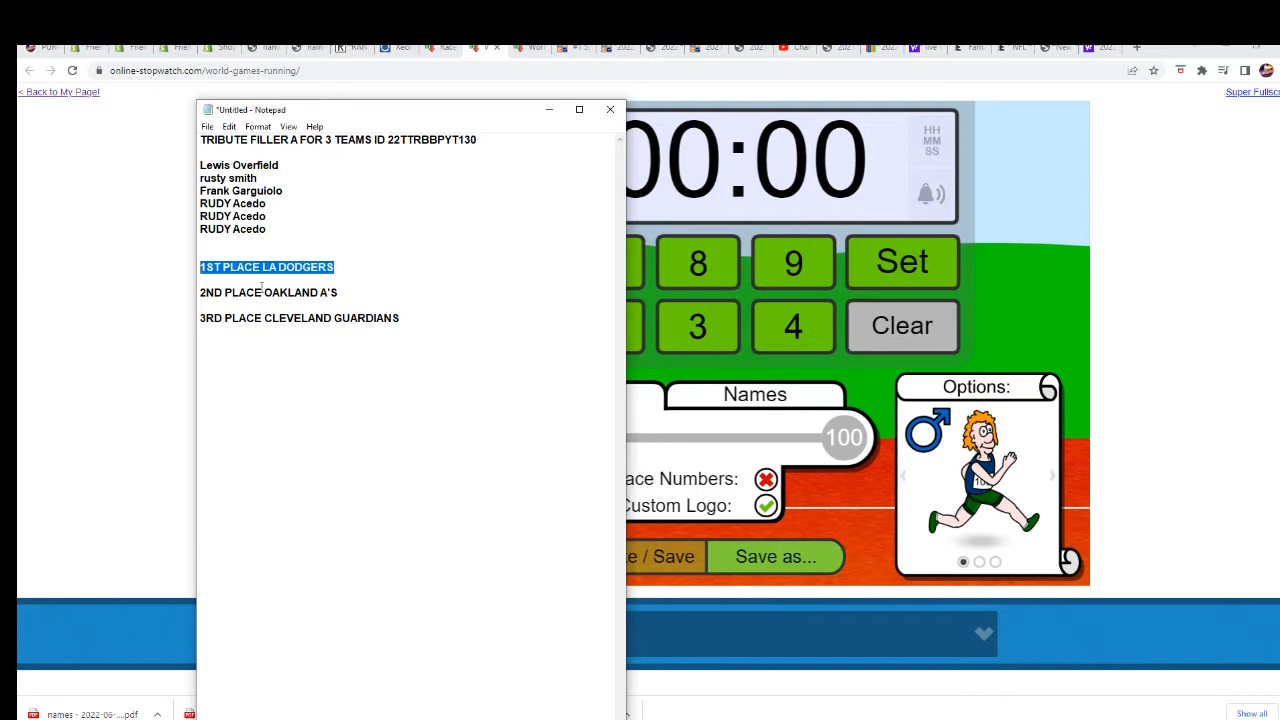 online-stopwatch.com/world-games-running/
< Back to My Page!
Super Fullscr
*Untitled - Notepad
File Edit Format View Help
TRIBUTE FILLER A FOR 3 TEAMS ID 22TTRBBPYT130
Lewis Overfield
rusty smith
Frank Garguiolo
RUDY Acedo
RUDY Acedo
RUDY Acedo
1ST PLACE LA DODGERS
2ND PLACE OAKLAND A'S
3RD PLACE CLEVELAND GUARDIANS
00:00
HH
MM
SS
8 9 Set
3 4 Clear
Names
100
ace Numbers:
Custom Logo:
e / Save
Save as...
Options:
names - 2022-06-....pdf
Show all